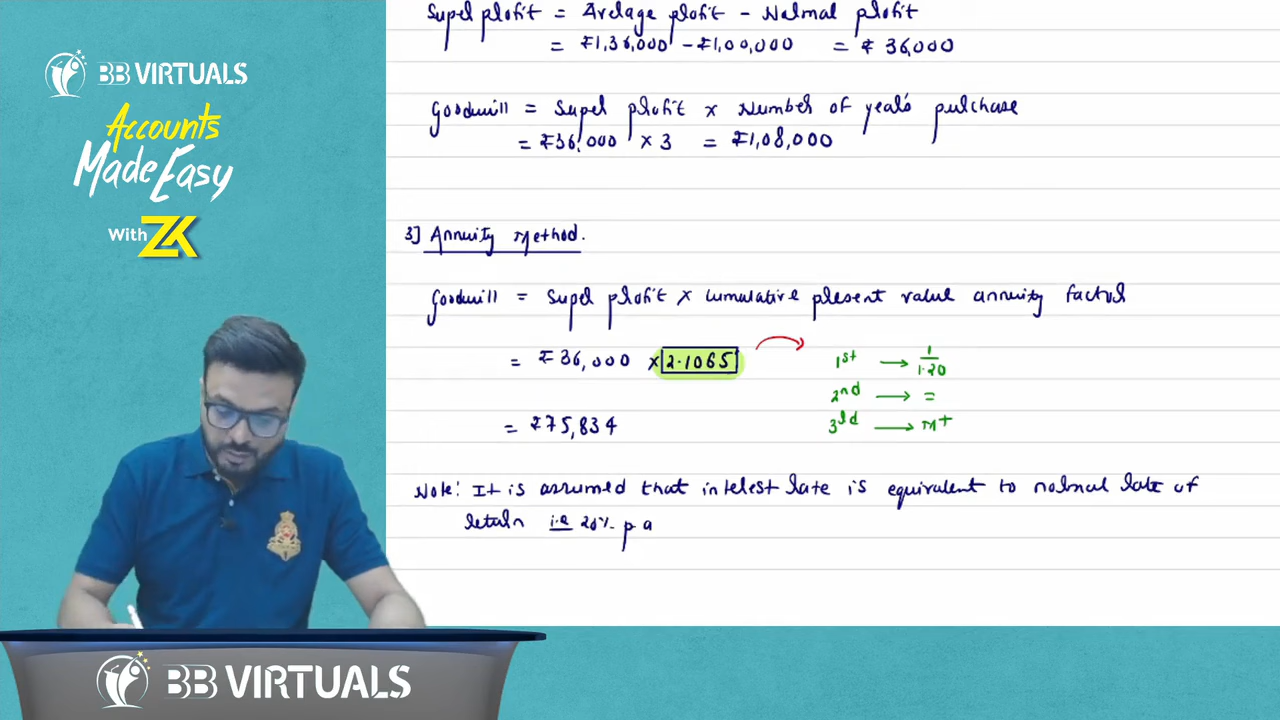 BB VIRTUALS
Accounts
Made Easy
With ZK
Super profit = Average profit - Normal profit
= ₹1,36,000 - ₹1,00,000 = ₹ 36,000
Goodwill = Super profit × Number of year's purchase
= ₹36,000 × 3 = ₹1,08,000
3] Annuity Method.
Goodwill = Super profit × Cumulative present value annuity factor
= ₹36,000 × 2.1065
1st → 1/1.20
2nd → =
3rd → M+
= ₹75,834
Note: It is assumed that interest rate is equivalent to normal rate of
return i.e 20% p a
BB VIRTUALS